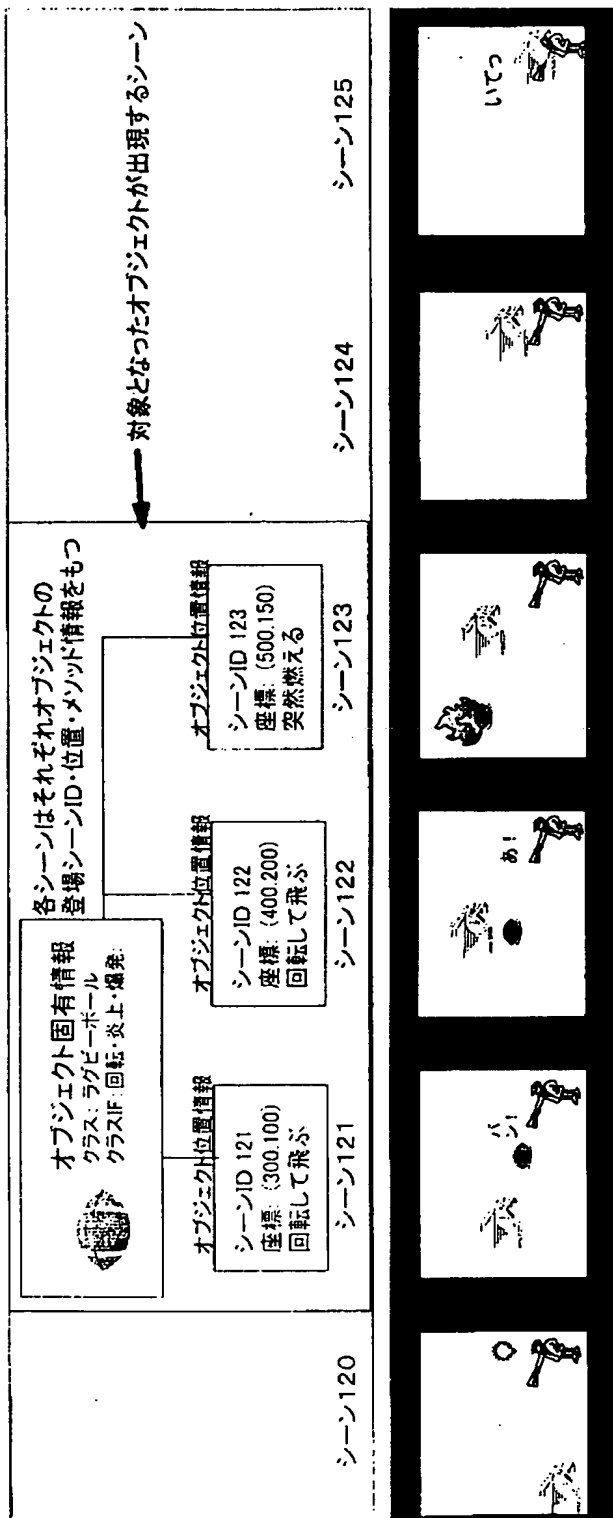 オブジェクト固有情報
クラス: ラグビーボール
クラスIF: 回転・炎上・爆発:
各シーンはそれぞれオブジェクトの
登場シーンID・位置・メソッド情報をもつ
対象となったオブジェクトが出現するシーン
オブジェクト位置情報
シーンID 121
座標: (300.100)
回転して飛ぶ
オブジェクト位置情報
シーンID 122
座標: (400.200)
回転して飛ぶ
オブジェクト位置情報
シーンID 123
座標: (500.150)
突然燃える
シーン120
シーン121
シーン122
シーン123
シーン124
シーン125
バン!
あ!
いてっ